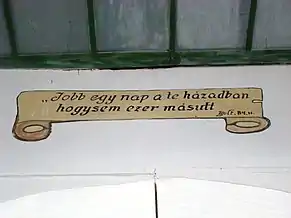 „Jobb egy nap a te házadban
hogysem ezer másutt